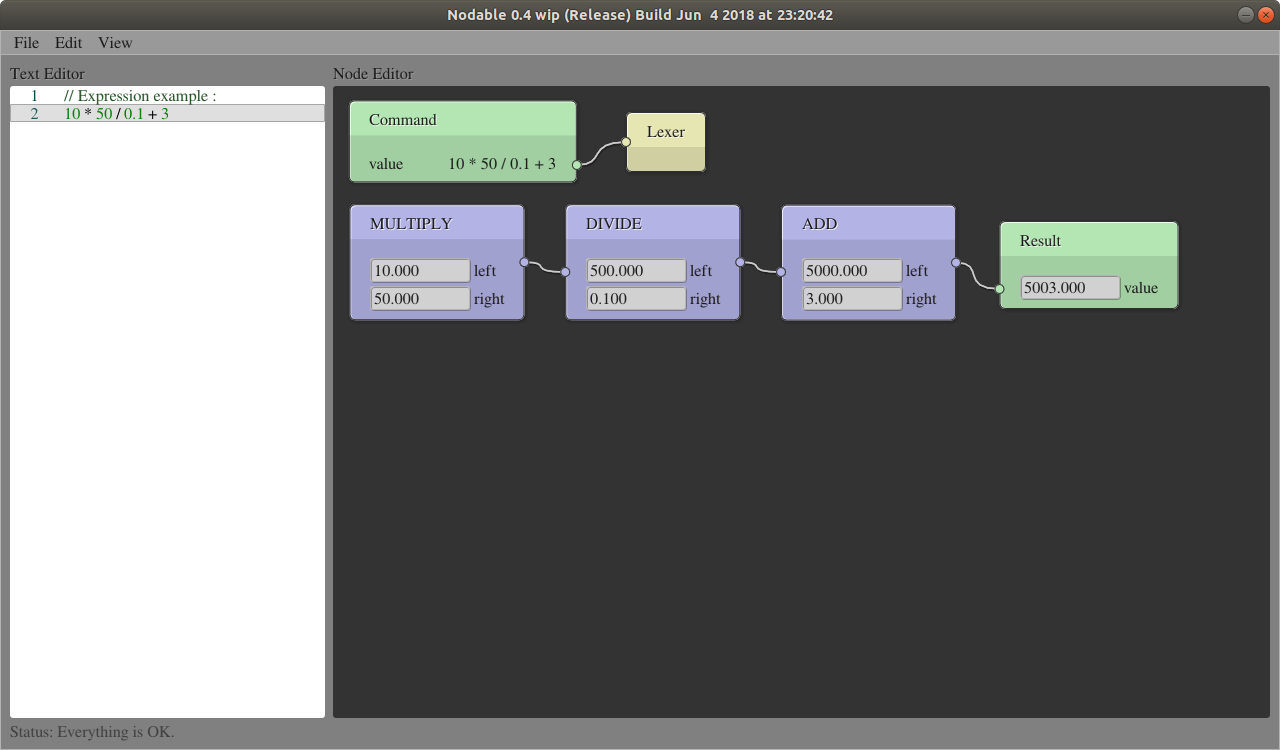 Nodable 0.4 wip (Release) Build Jun  4 2018 at 23:20:42
File Edit View
Text Editor
1 // Expression example :
2 10 * 50 / 0.1 + 3
Node Editor
Command
value 10 * 50 / 0.1 + 3
Lexer
MULTIPLY
10.000 left
50.000 right
DIVIDE
500.000 left
0.100 right
ADD
5000.000 left
3.000 right
Result
5003.000 value
Status: Everything is OK.